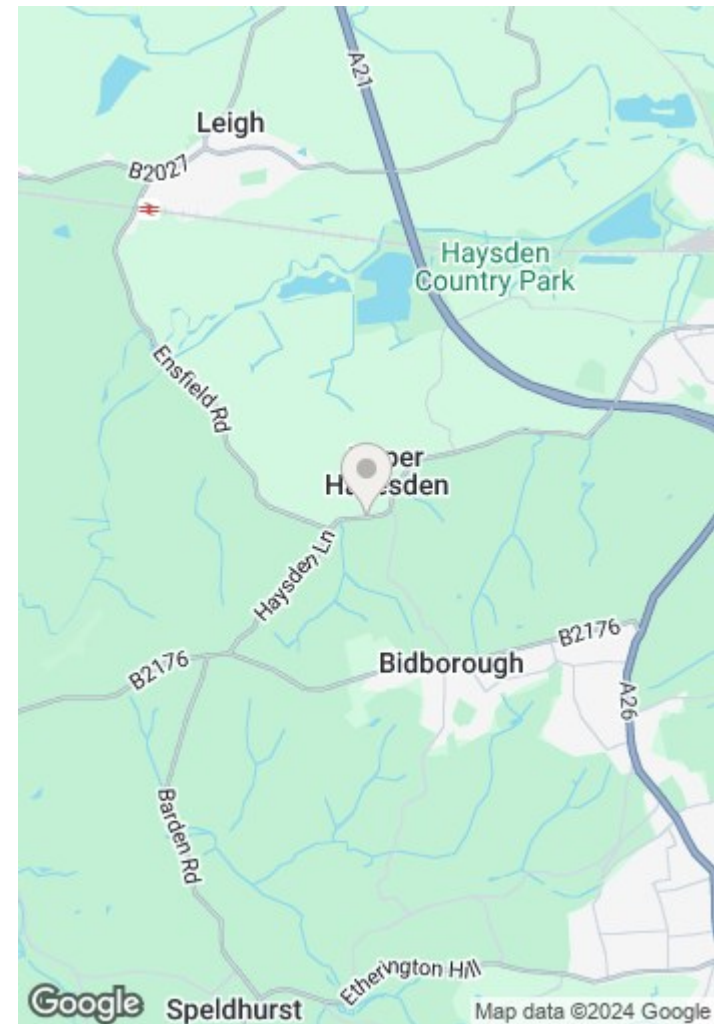 A21
Leigh
B2027
Haysden
Country Park
Ensfield Rd
Haysden Ln
B2176
B2176
Bidborough
A26
Barden Rd
Etherington Hill
Google
Speldhurst
Map data ©2024 Google